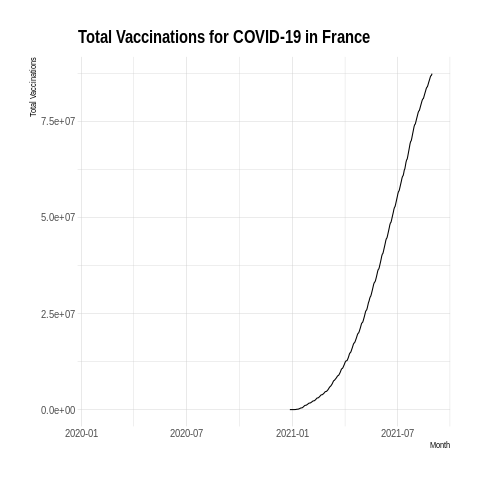 Total Vaccinations for COVID-19 in France
Total Vaccinations
7.5e+07
5.0e+07
2.5e+07
0.0e+00
2020-01 2020-07 2021-01 2021-07
Month